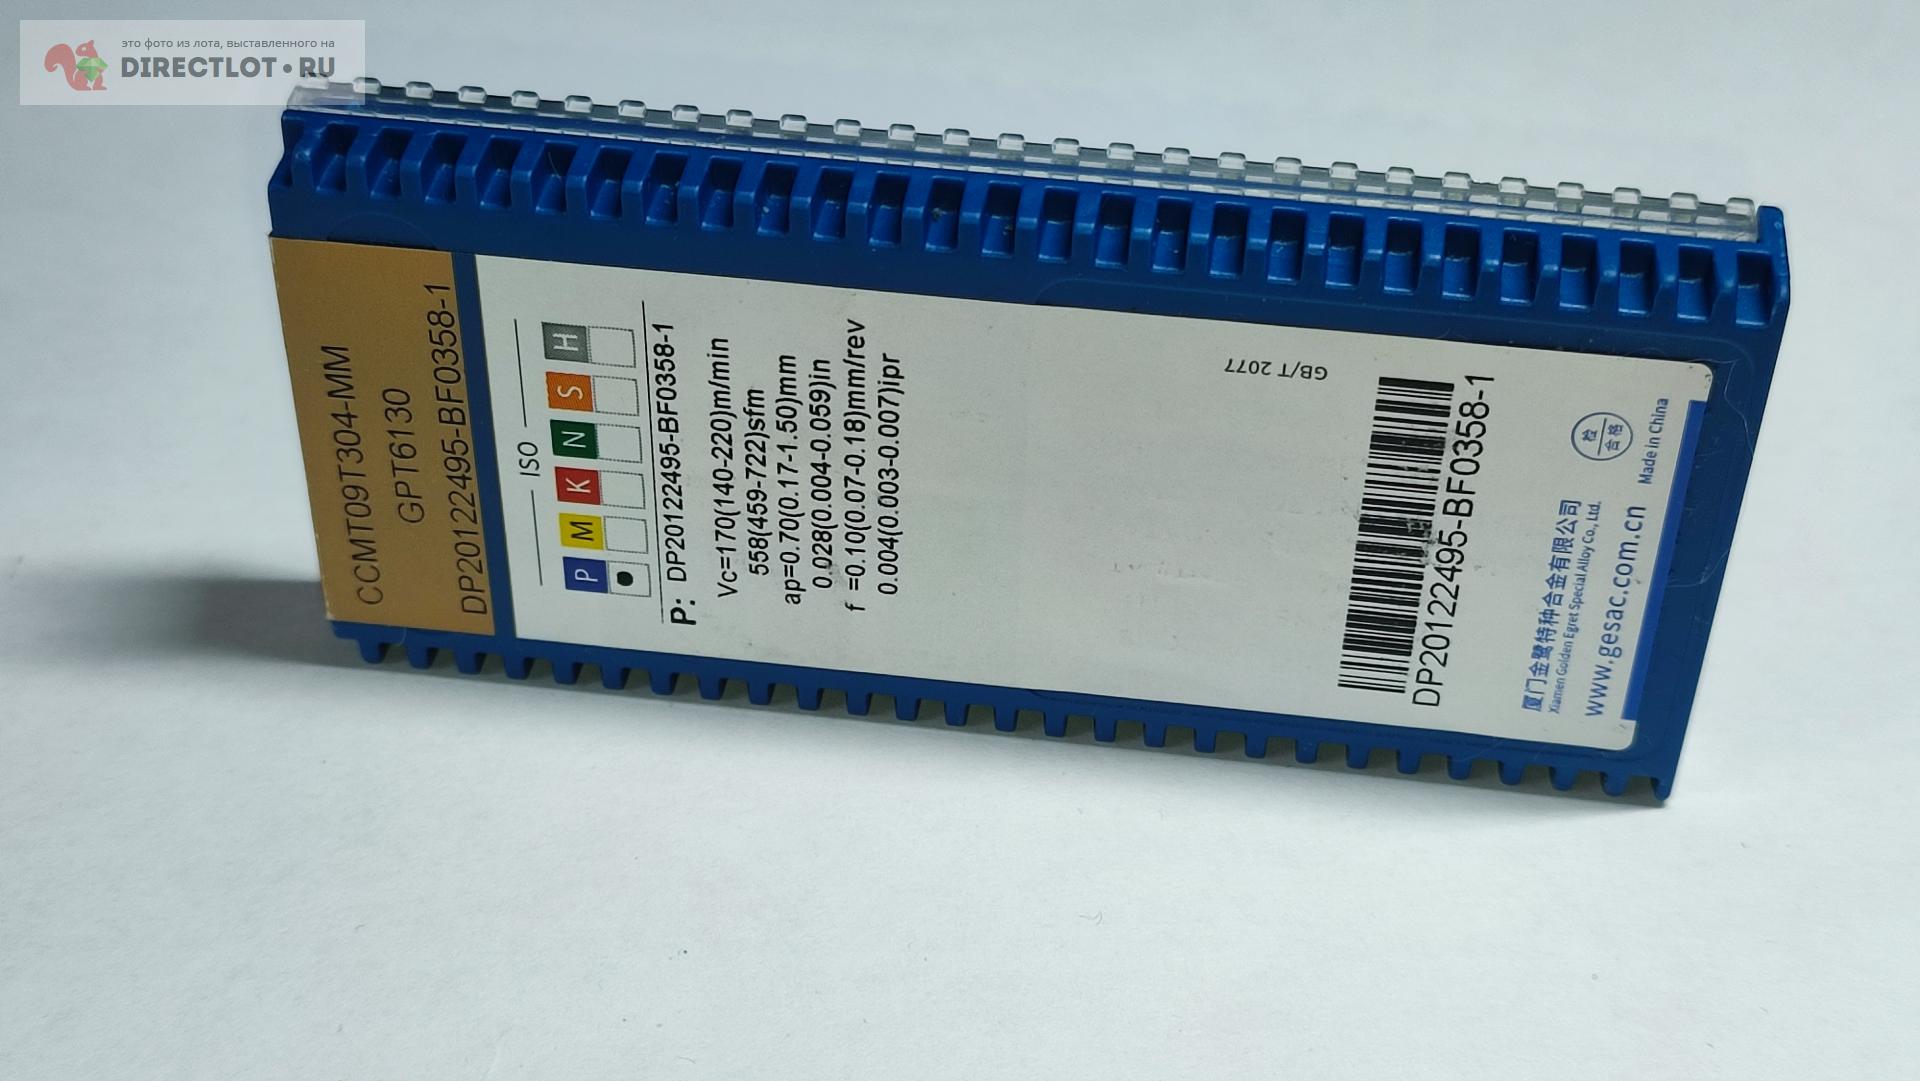 это фото из лота, выставленного на
DIRECTLOT•RU
CCMT09T304-MM
GPT6130
DP20122495-BF0358-1
ISO
P M K N S H
P: DP20122495-BF0358-1
Vc=170(140-220)m/min
558(459-722)sfm
ap=0.70(0.17-1.50)mm
0.028(0.004-0.059)in
f =0.10(0.07-0.18)mm/rev
0.004(0.003-0.007)ipr
GB/T 2077
DP20122495-BF0358-1
厦门金鹭特种合金有限公司
Xiamen Golden Egret Special Alloy Co., Ltd.
www.gesac.com.cn
检
合格
Made in China